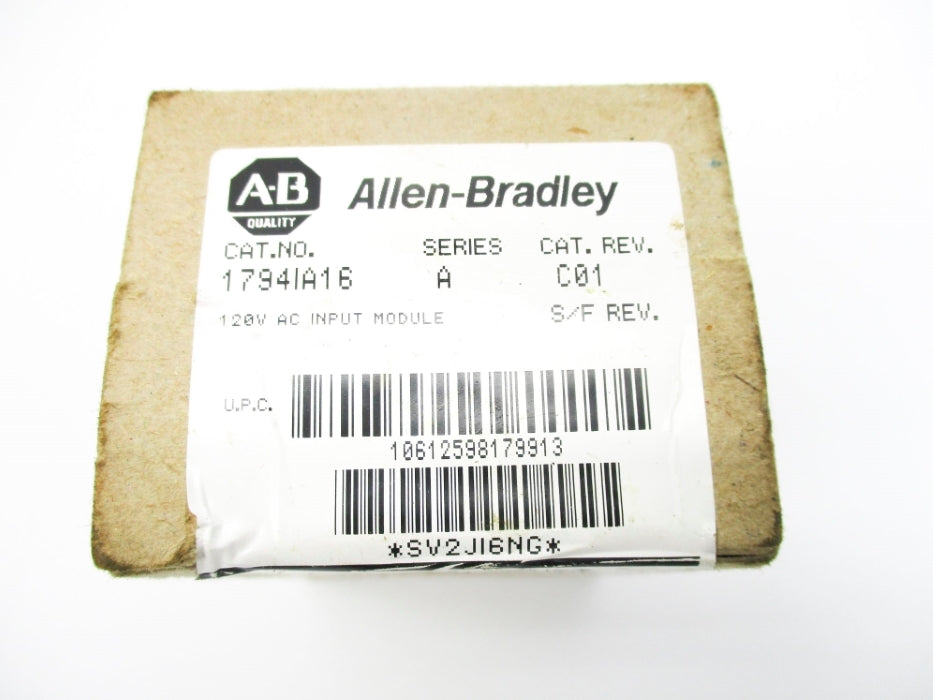 A-B Allen-Bradley
QUALITY
CAT.NO. SERIES CAT. REV.
1794IA16 A C01
120V AC INPUT MODULE S/F REV.
U.P.C.
10612598179913
*SV2JI6NG*